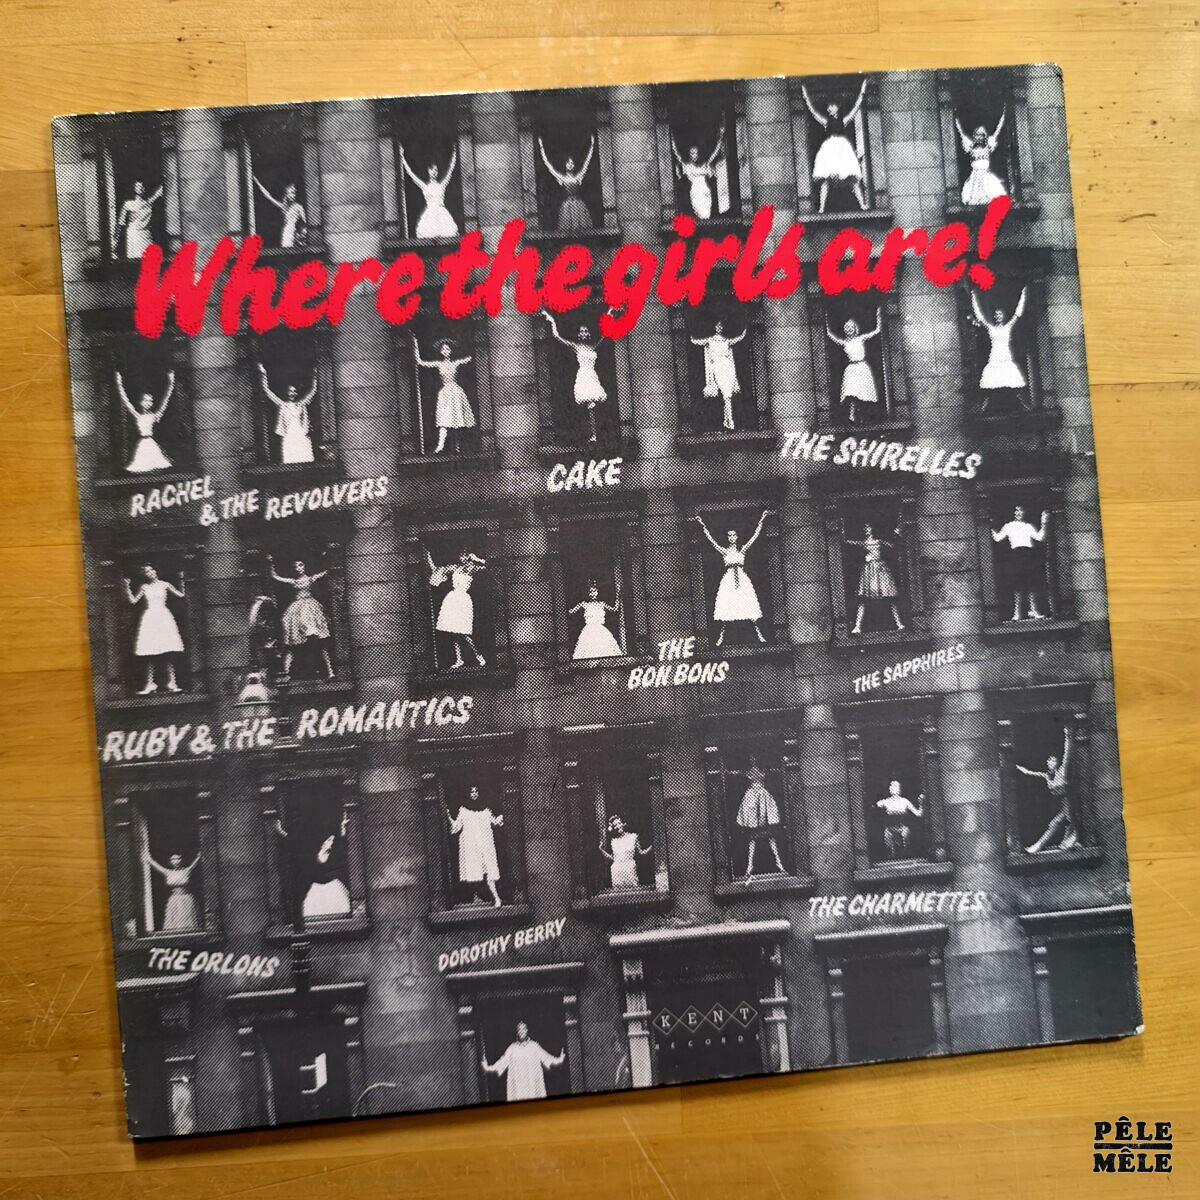 Where the girls are!
RACHEL
& THE REVOLVERS
CAKE
THE SHIRELLES
THE
BON BONS
THE SAPPHIRES
RUBY & THE ROMANTICS
THE ORLONS
DOROTHY BERRY
THE CHARMETTES
KENT
RECORDS
PÊLE
MÊLE